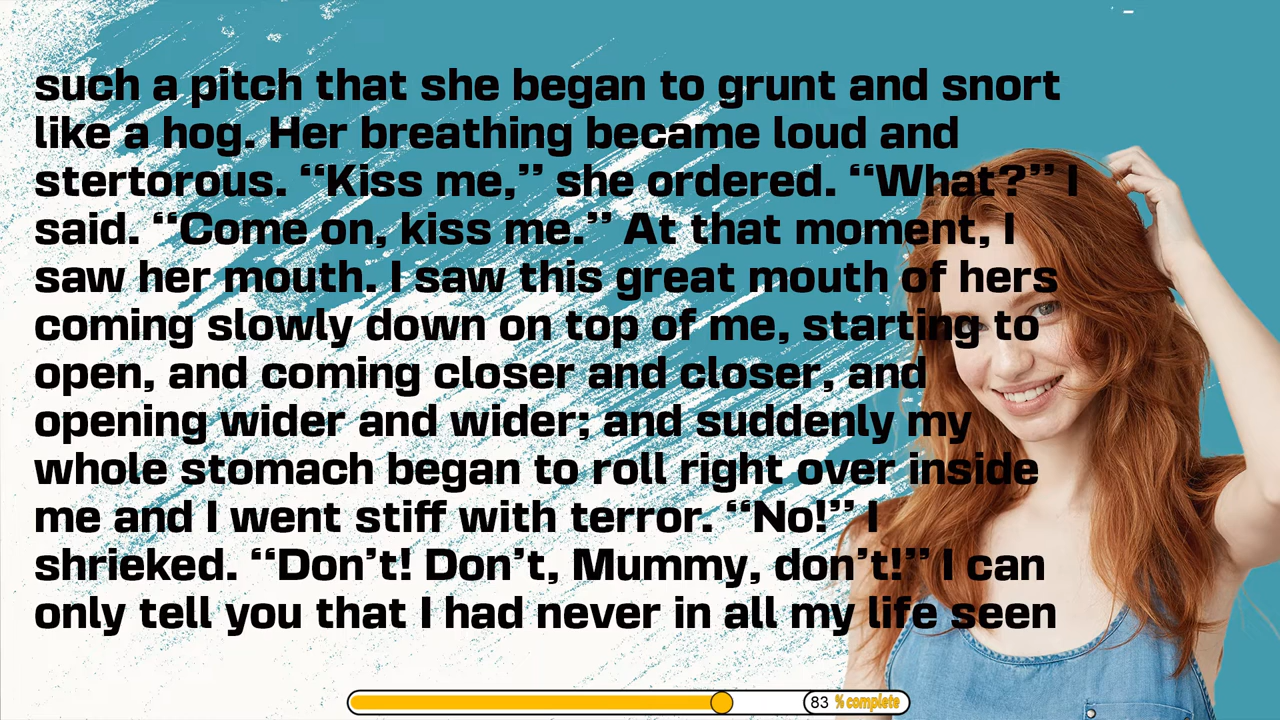 such a pitch that she began to grunt and snort
like a hog. Her breathing became loud and
stertorous. “Kiss me,” she ordered. “What?” I
said. “Come on, kiss me.” At that moment, I
saw her mouth. I saw this great mouth of hers
coming slowly down on top of me, starting to
open, and coming closer and closer, and
opening wider and wider; and suddenly my
whole stomach began to roll right over inside
me and I went stiff with terror. “No!” I
shrieked. “Don’t! Don’t, Mummy, don’t!” I can
only tell you that I had never in all my life seen
83 % complete